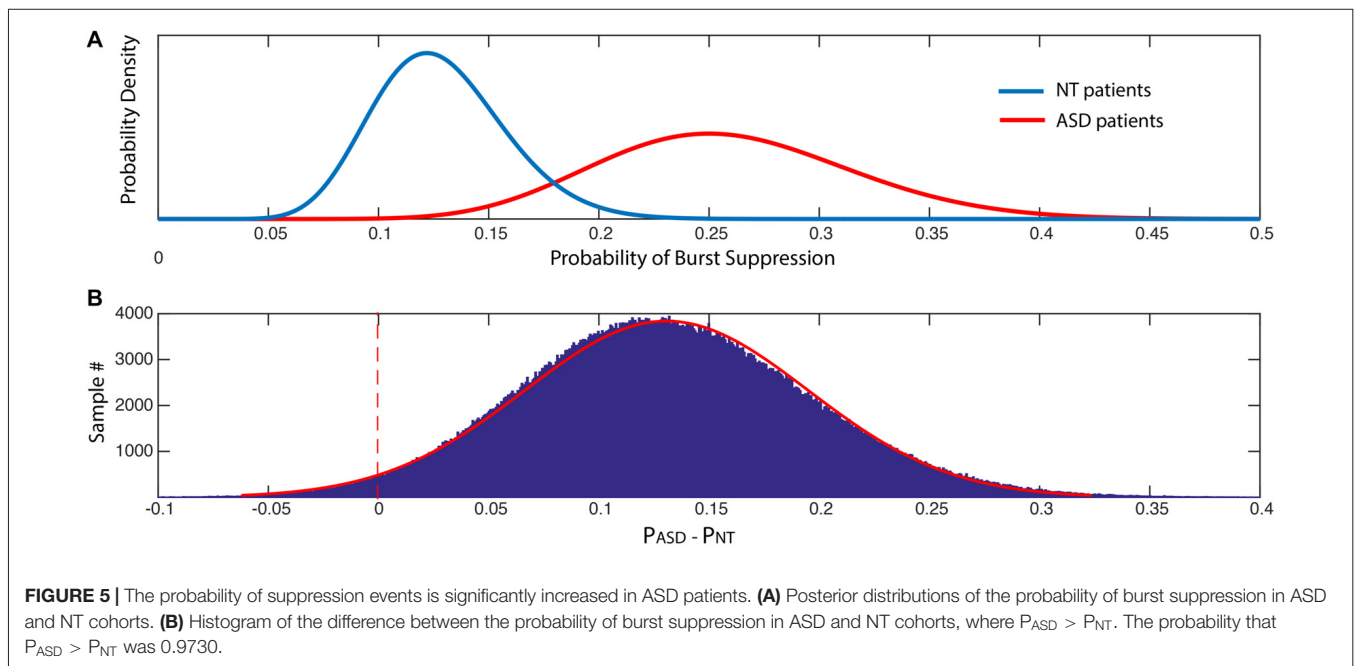 A
Probability Density
NT patients
ASD patients
0 0.05 0.1 0.15 0.2 0.25 0.3 0.35 0.4 0.45 0.5
Probability of Burst Suppression
B
Sample #
4000
3000
2000
1000
-0.1 -0.05 0 0.05 0.1 0.15 0.2 0.25 0.3 0.35 0.4
PASD - PNT
FIGURE 5 | The probability of suppression events is significantly increased in ASD patients. (A) Posterior distributions of the probability of burst suppression in ASD
and NT cohorts. (B) Histogram of the difference between the probability of burst suppression in ASD and NT cohorts, where PASD > PNT. The probability that
PASD > PNT was 0.9730.